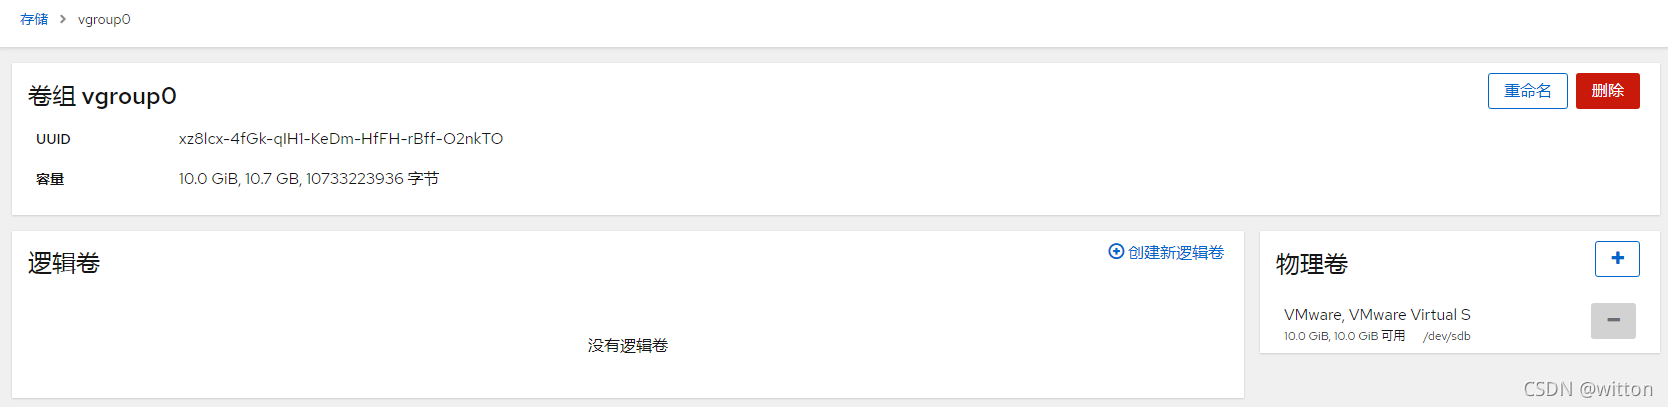 存储 > vgroup0
卷组 vgroup0
重命名 删除
UUID xz8lcx-4fGk-qIH1-KeDm-HfFH-rBff-O2nkTO
容量 10.0 GiB, 10.7 GB, 10733223936 字节
逻辑卷
创建新逻辑卷
没有逻辑卷
物理卷
VMware, VMware Virtual S
10.0 GiB, 10.0 GiB 可用 /dev/sdb
CSDN @witton